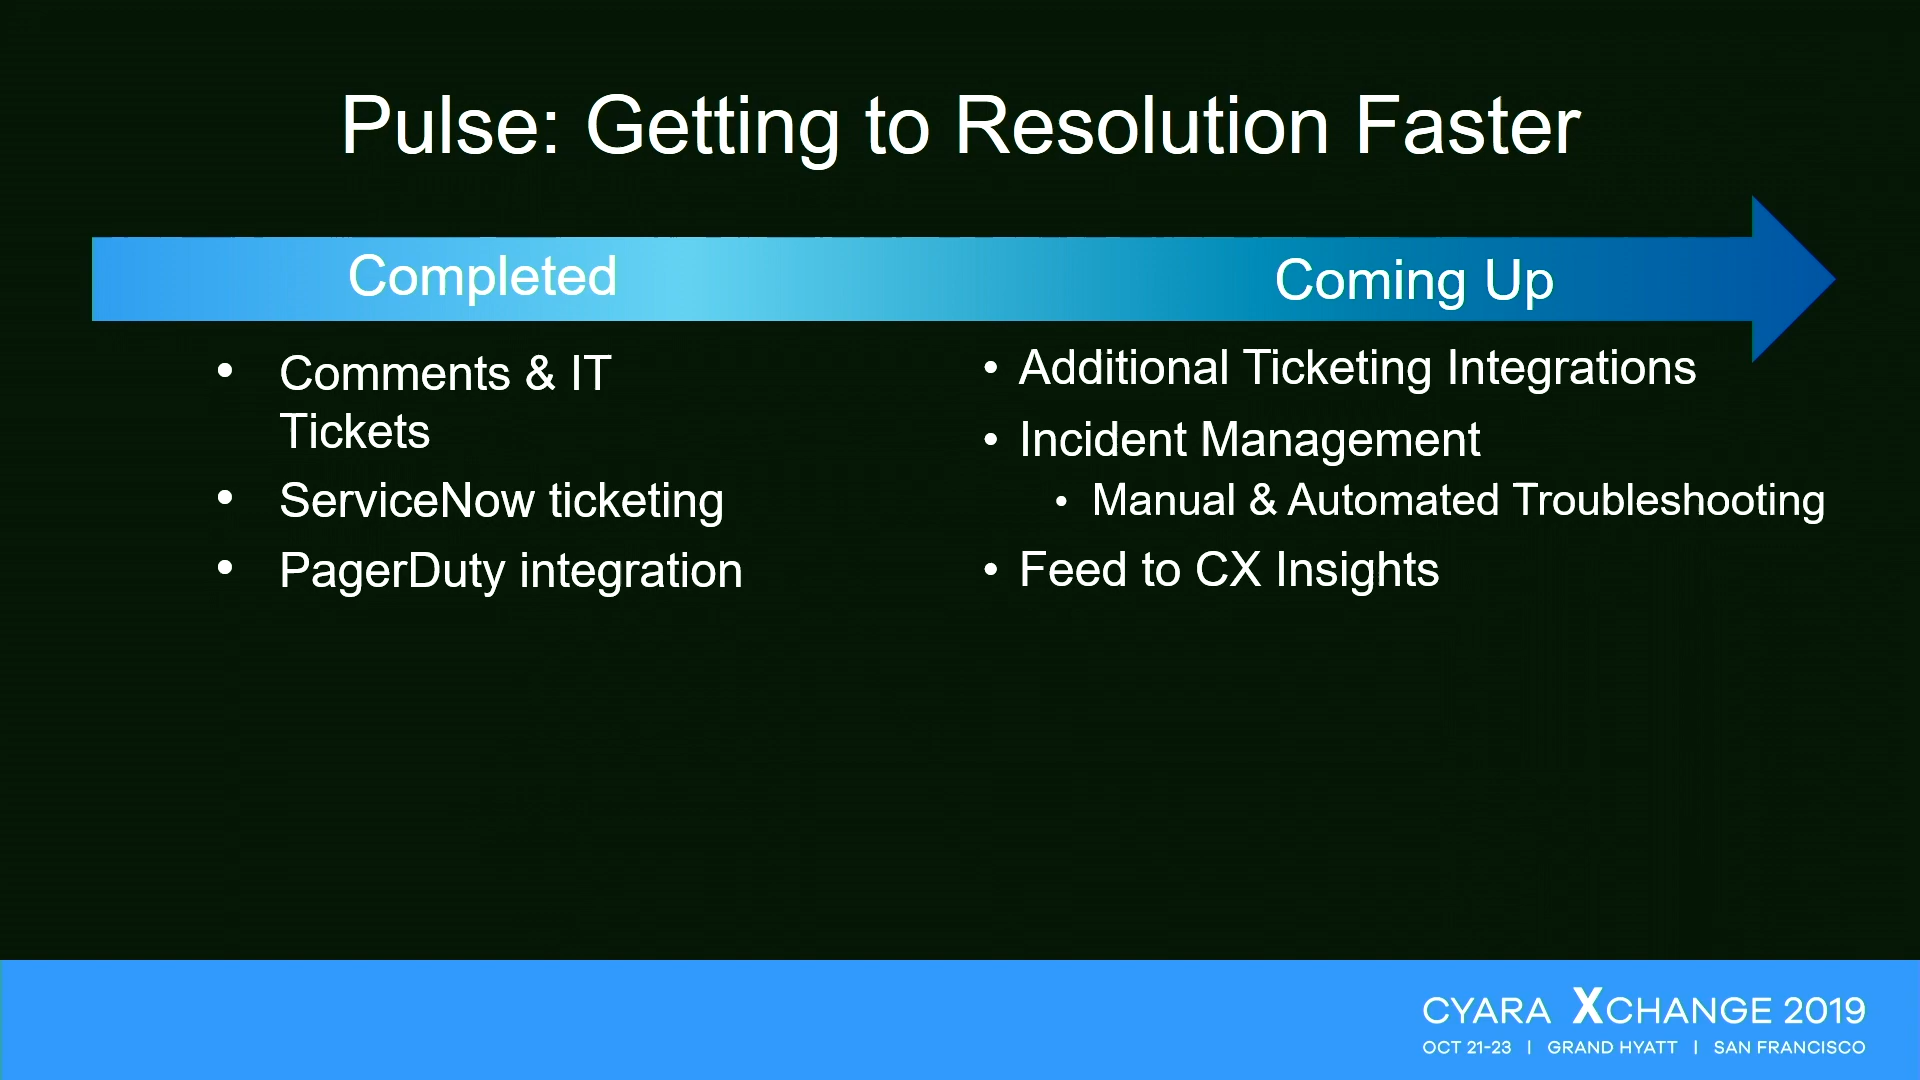 Pulse: Getting to Resolution Faster
Completed
Coming Up
• Comments & IT
Tickets
• ServiceNow ticketing
• PagerDuty integration
• Additional Ticketing Integrations
• Incident Management
• Manual & Automated Troubleshooting
• Feed to CX Insights
CYARA XCHANGE 2019
OCT 21-23 | GRAND HYATT | SAN FRANCISCO